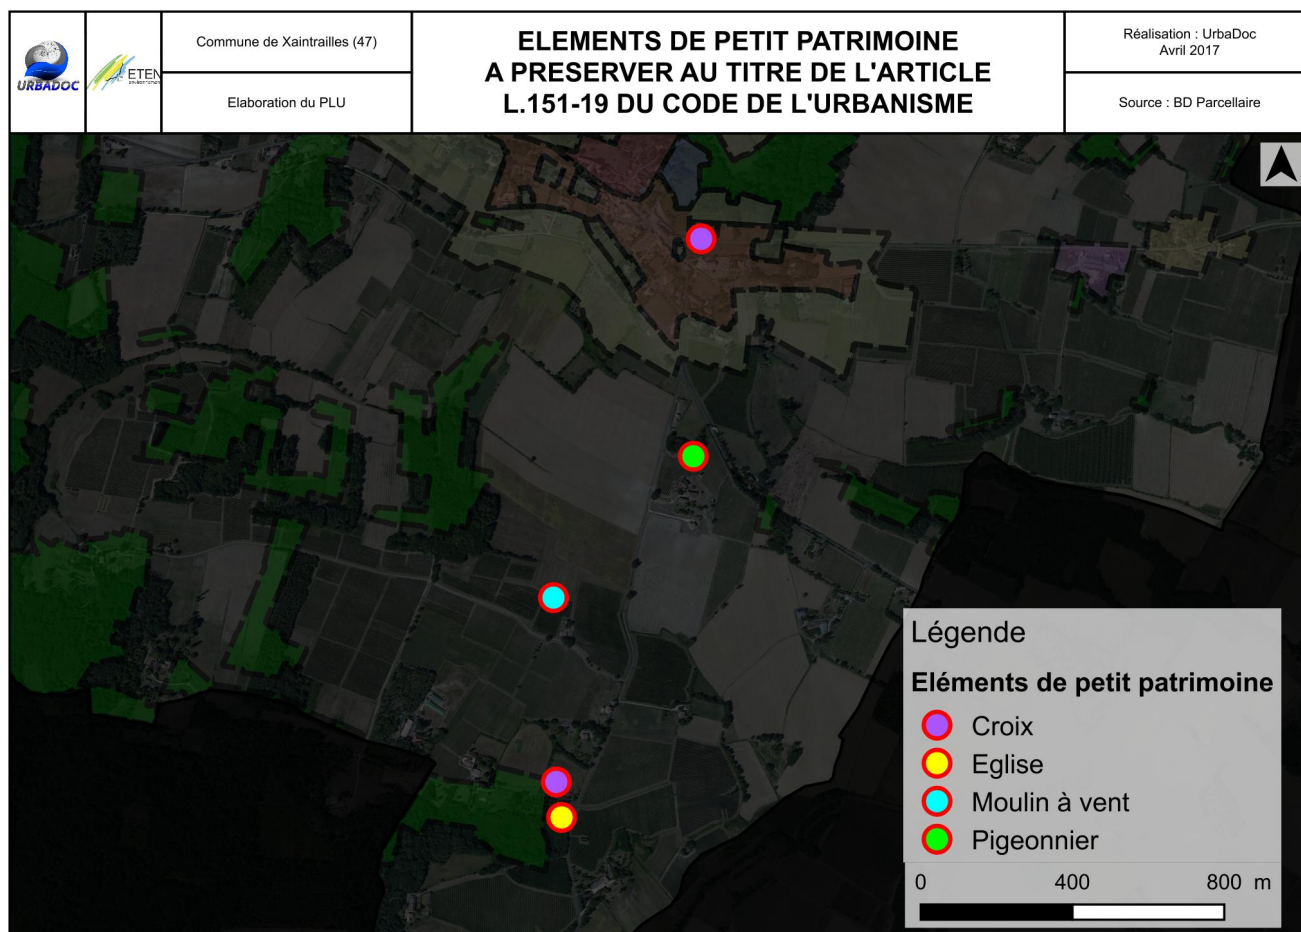 URBADOC
ETEN
environnement
Commune de Xaintrailles (47)
Elaboration du PLU
ELEMENTS DE PETIT PATRIMOINE
A PRESERVER AU TITRE DE L'ARTICLE
L.151-19 DU CODE DE L'URBANISME
Réalisation : UrbaDoc
Avril 2017
Source : BD Parcellaire
Légende
Eléments de petit patrimoine
Croix
Eglise
Moulin à vent
Pigeonnier
0 400 800 m